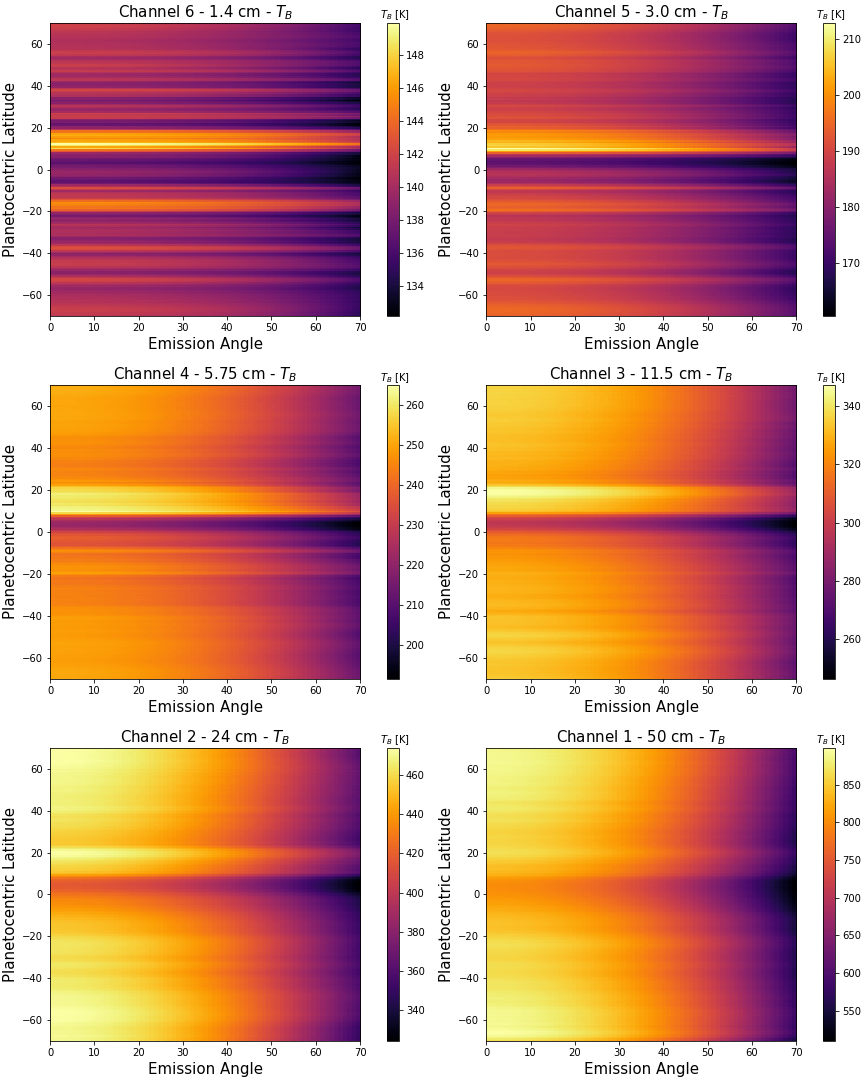 Channel 6 - 1.4 cm - T_B
T_B [K]
Planetocentric Latitude
60
40
20
0
−20
−40
−60
0 10 20 30 40 50 60 70
Emission Angle
148
146
144
142
140
138
136
134
Channel 5 - 3.0 cm - T_B
T_B [K]
Planetocentric Latitude
60
40
20
0
−20
−40
−60
0 10 20 30 40 50 60 70
Emission Angle
210
200
190
180
170
Channel 4 - 5.75 cm - T_B
T_B [K]
Planetocentric Latitude
60
40
20
0
−20
−40
−60
0 10 20 30 40 50 60 70
Emission Angle
260
250
240
230
220
210
200
Channel 3 - 11.5 cm - T_B
T_B [K]
Planetocentric Latitude
60
40
20
0
−20
−40
−60
0 10 20 30 40 50 60 70
Emission Angle
340
320
300
280
260
Channel 2 - 24 cm - T_B
T_B [K]
Planetocentric Latitude
60
40
20
0
−20
−40
−60
0 10 20 30 40 50 60 70
Emission Angle
460
440
420
400
380
360
340
Channel 1 - 50 cm - T_B
T_B [K]
Planetocentric Latitude
60
40
20
0
−20
−40
−60
0 10 20 30 40 50 60 70
Emission Angle
850
800
750
700
650
600
550